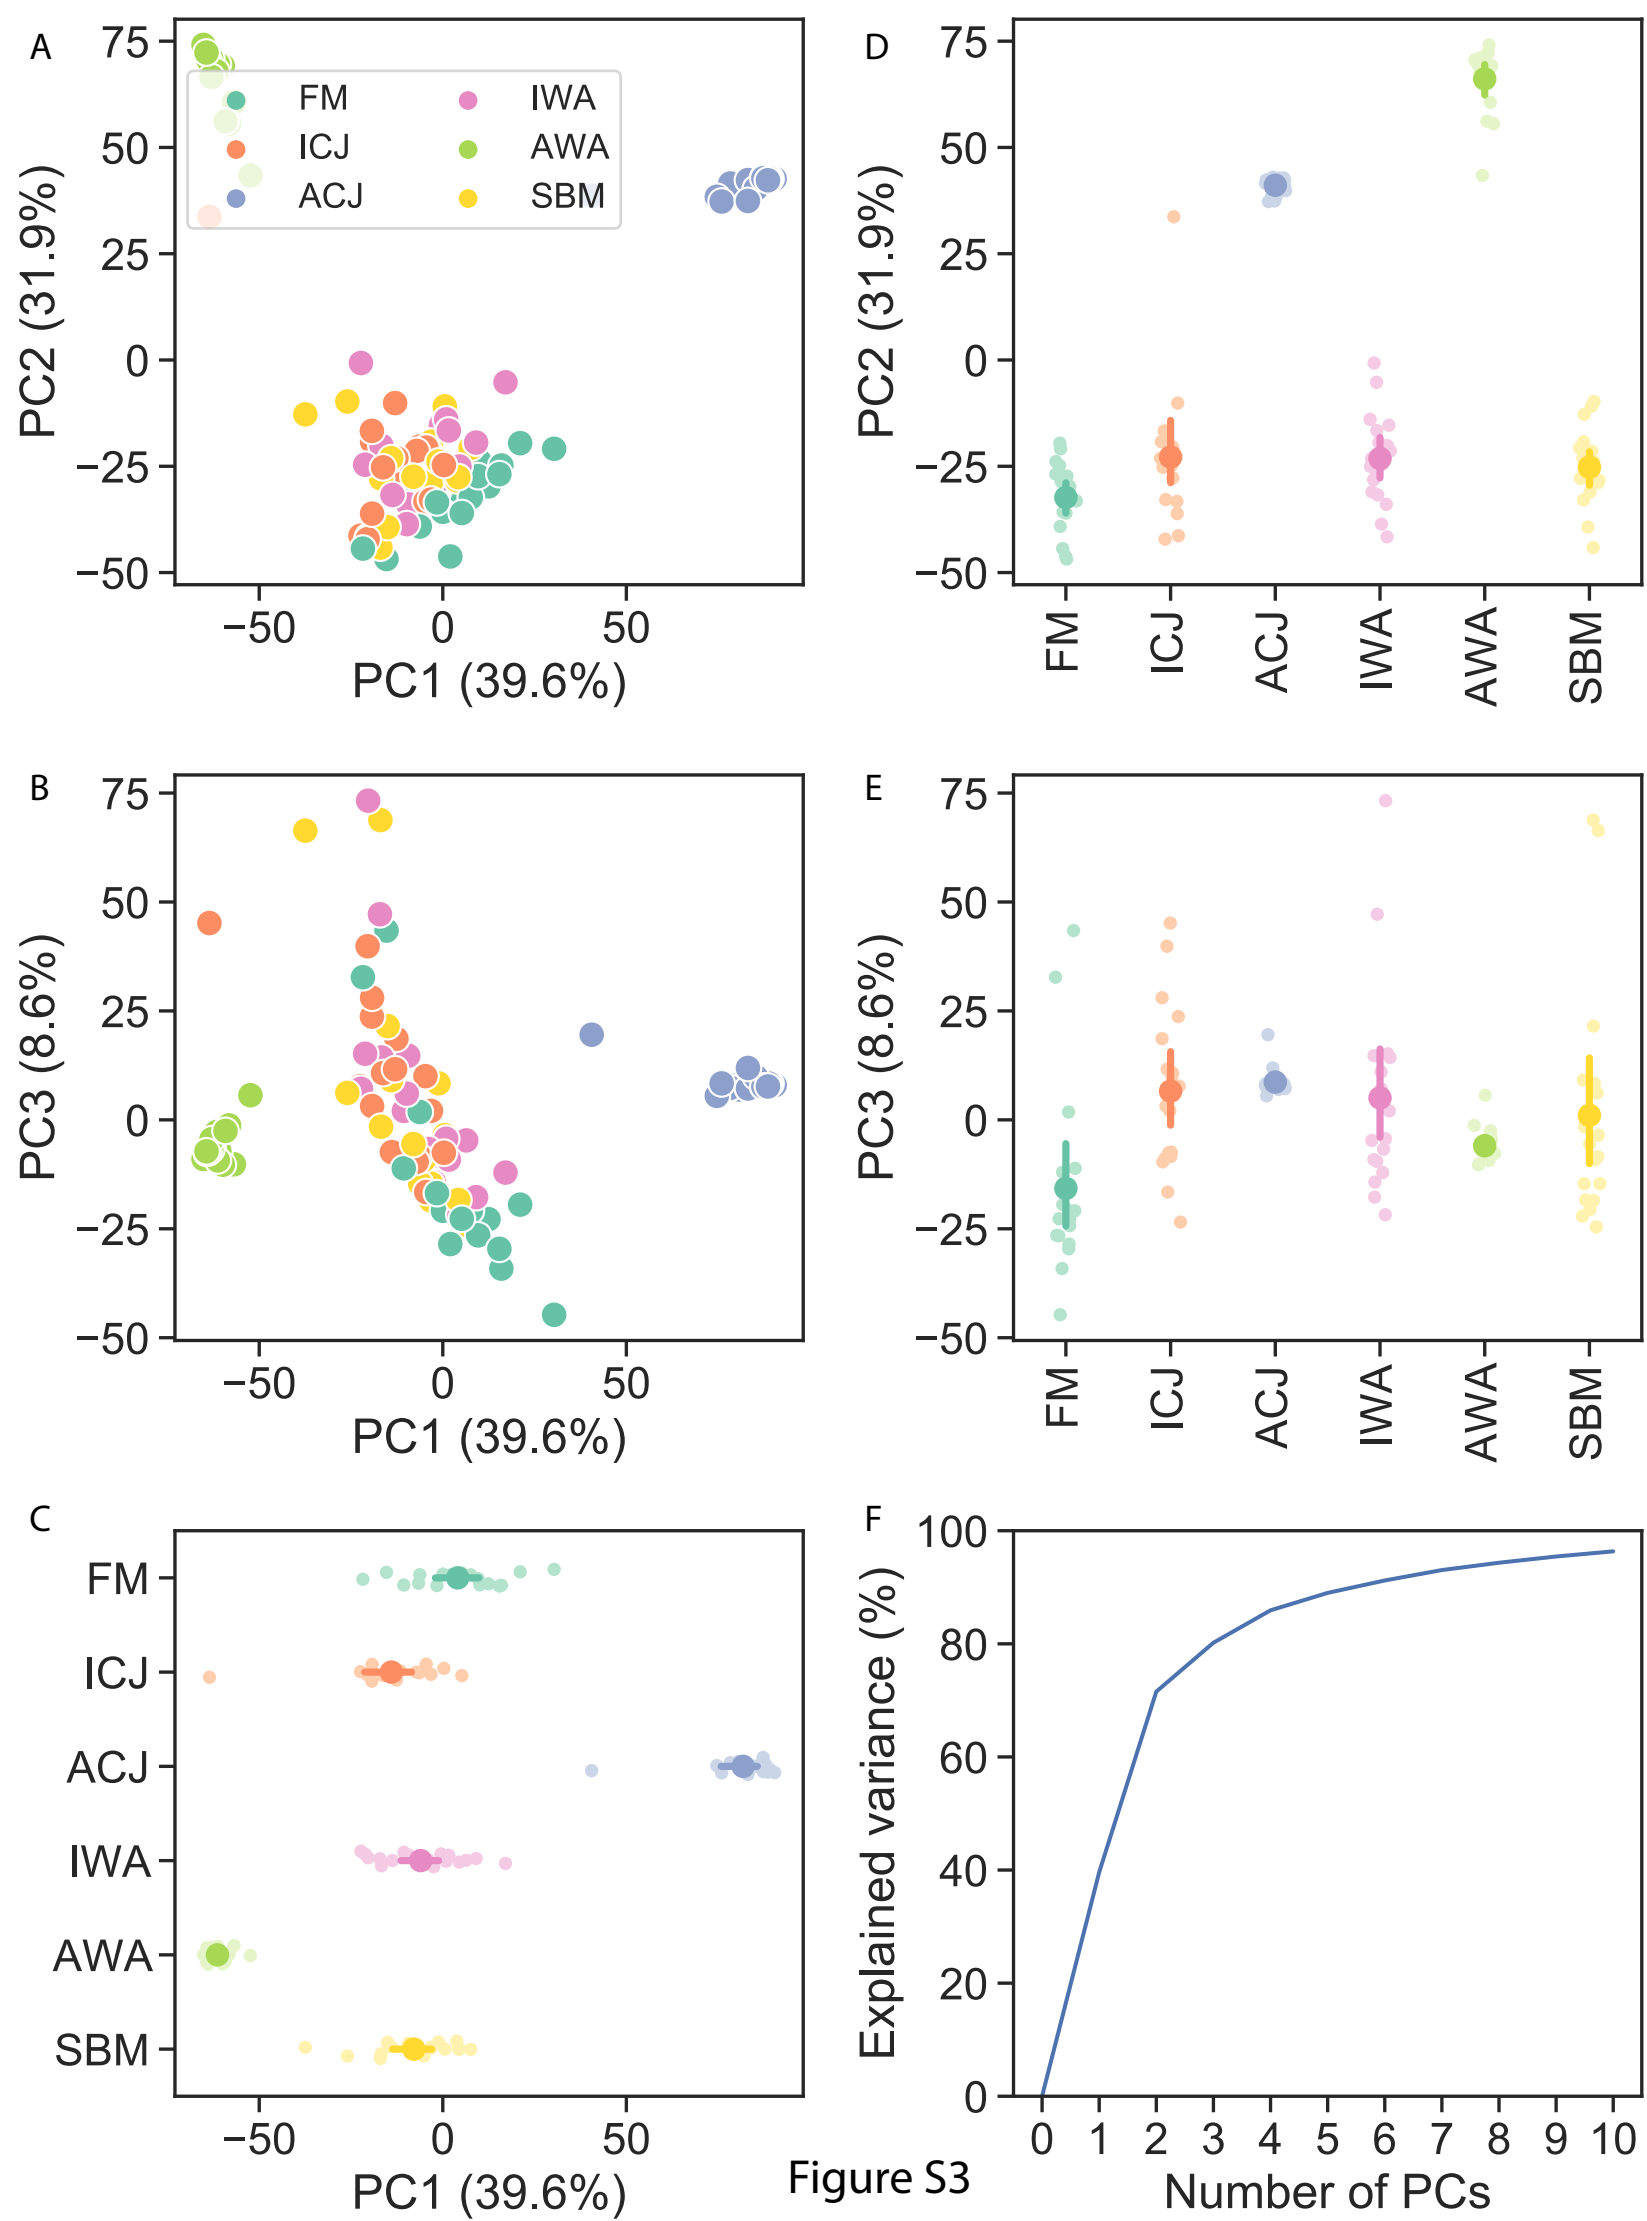 A
75
50
25
0
−25
−50
PC2 (31.9%)
FM
ICJ
ACJ
IWA
AWA
SBM
−50
0
50
PC1 (39.6%)
D
75
50
25
0
−25
−50
PC2 (31.9%)
FM
ICJ
ACJ
IWA
AWA
SBM
B
75
50
25
0
−25
−50
PC3 (8.6%)
−50
0
50
PC1 (39.6%)
E
75
50
25
0
−25
−50
PC3 (8.6%)
FM
ICJ
ACJ
IWA
AWA
SBM
C
FM
ICJ
ACJ
IWA
AWA
SBM
−50
0
50
PC1 (39.6%)
F
100
80
60
40
20
0
Explained variance (%)
0 1 2 3 4 5 6 7 8 9 10
Number of PCs
Figure S3